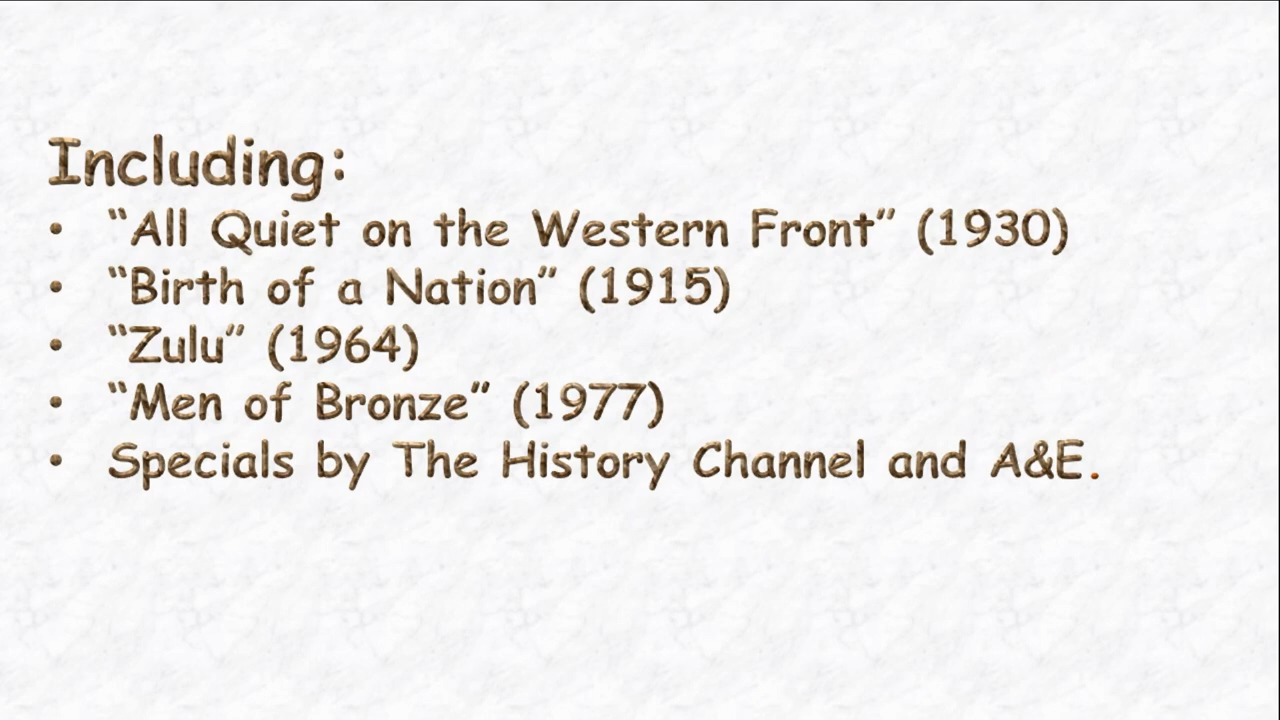 Including:
• “All Quiet on the Western Front” (1930)
• “Birth of a Nation” (1915)
• “Zulu” (1964)
• “Men of Bronze” (1977)
• Specials by The History Channel and A&E.